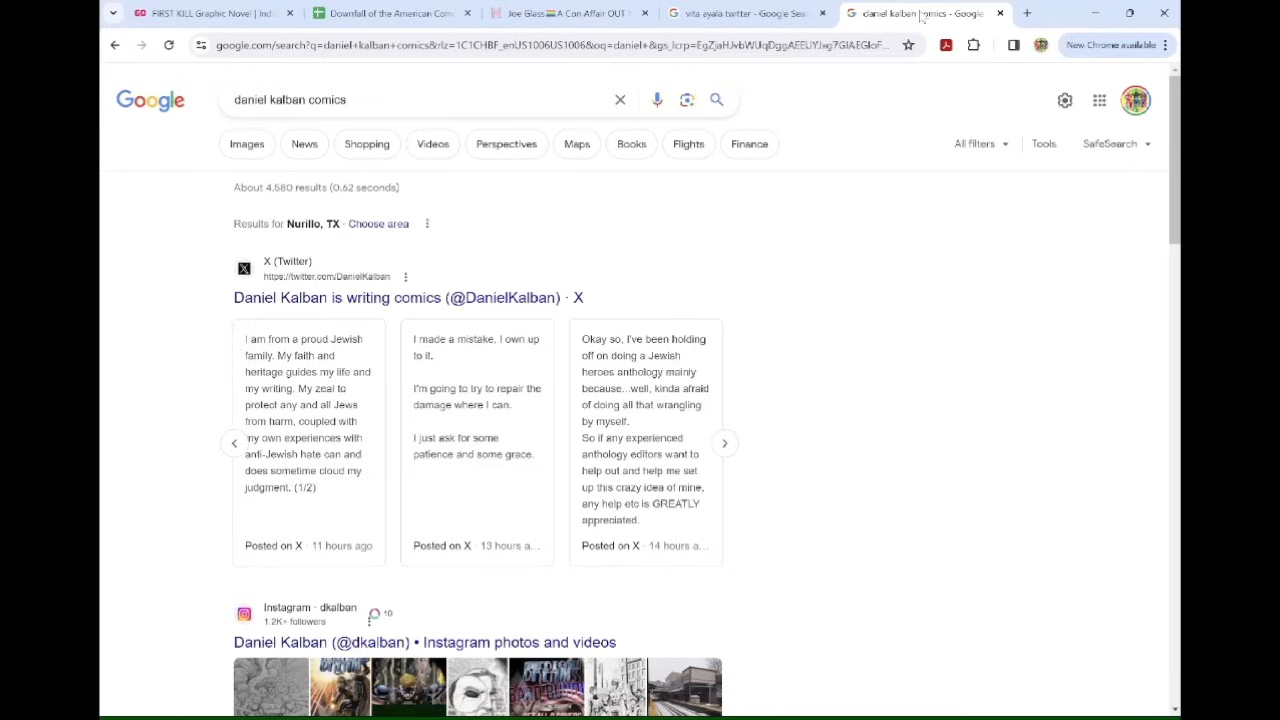 FIRST KILL Graphic Novel | Ind
Downfall of the American Com
Joe Glass A Con Affair OUT
vita ayala twitter - Google Sea
daniel kalban comics - Google
google.com/search?q=daniel+kalban+comics&rlz=1C1CHBF_enUS1006US1006&oq=daniel+&gs_lcrp=
New Chrome available
Google
daniel kalban comics
Images
News
Shopping
Videos
Perspectives
Maps
Books
Flights
Finance
All filters
Tools
SafeSearch
About 4,580 results (0.62 seconds)
Results for Nurillo, TX · Choose area
X (Twitter)
https://twitter.com/DanielKalban
Daniel Kalban is writing comics (@DanielKalban) · X
I am from a proud Jewish
family. My faith and
heritage guides my life and
my writing. My zeal to
protect any and all Jews
from harm, coupled with
my own experiences with
anti-Jewish hate can and
does sometime cloud my
judgment. (1/2)
Posted on X · 11 hours ago
I made a mistake. I own up
to it.
I'm going to try to repair the
damage where I can.
I just ask for some
patience and some grace.
Posted on X · 13 hours a...
Okay so, I've been holding
off on doing a Jewish
heroes anthology mainly
because...well, kinda afraid
of doing all that wrangling
by myself.
So if any experienced
anthology editors want to
help out and help me set
up this crazy idea of mine,
any help etc is GREATLY
appreciated.
Posted on X · 14 hours a...
Instagram · dkalban
1.2K+ followers
10
Daniel Kalban (@dkalban) • Instagram photos and videos